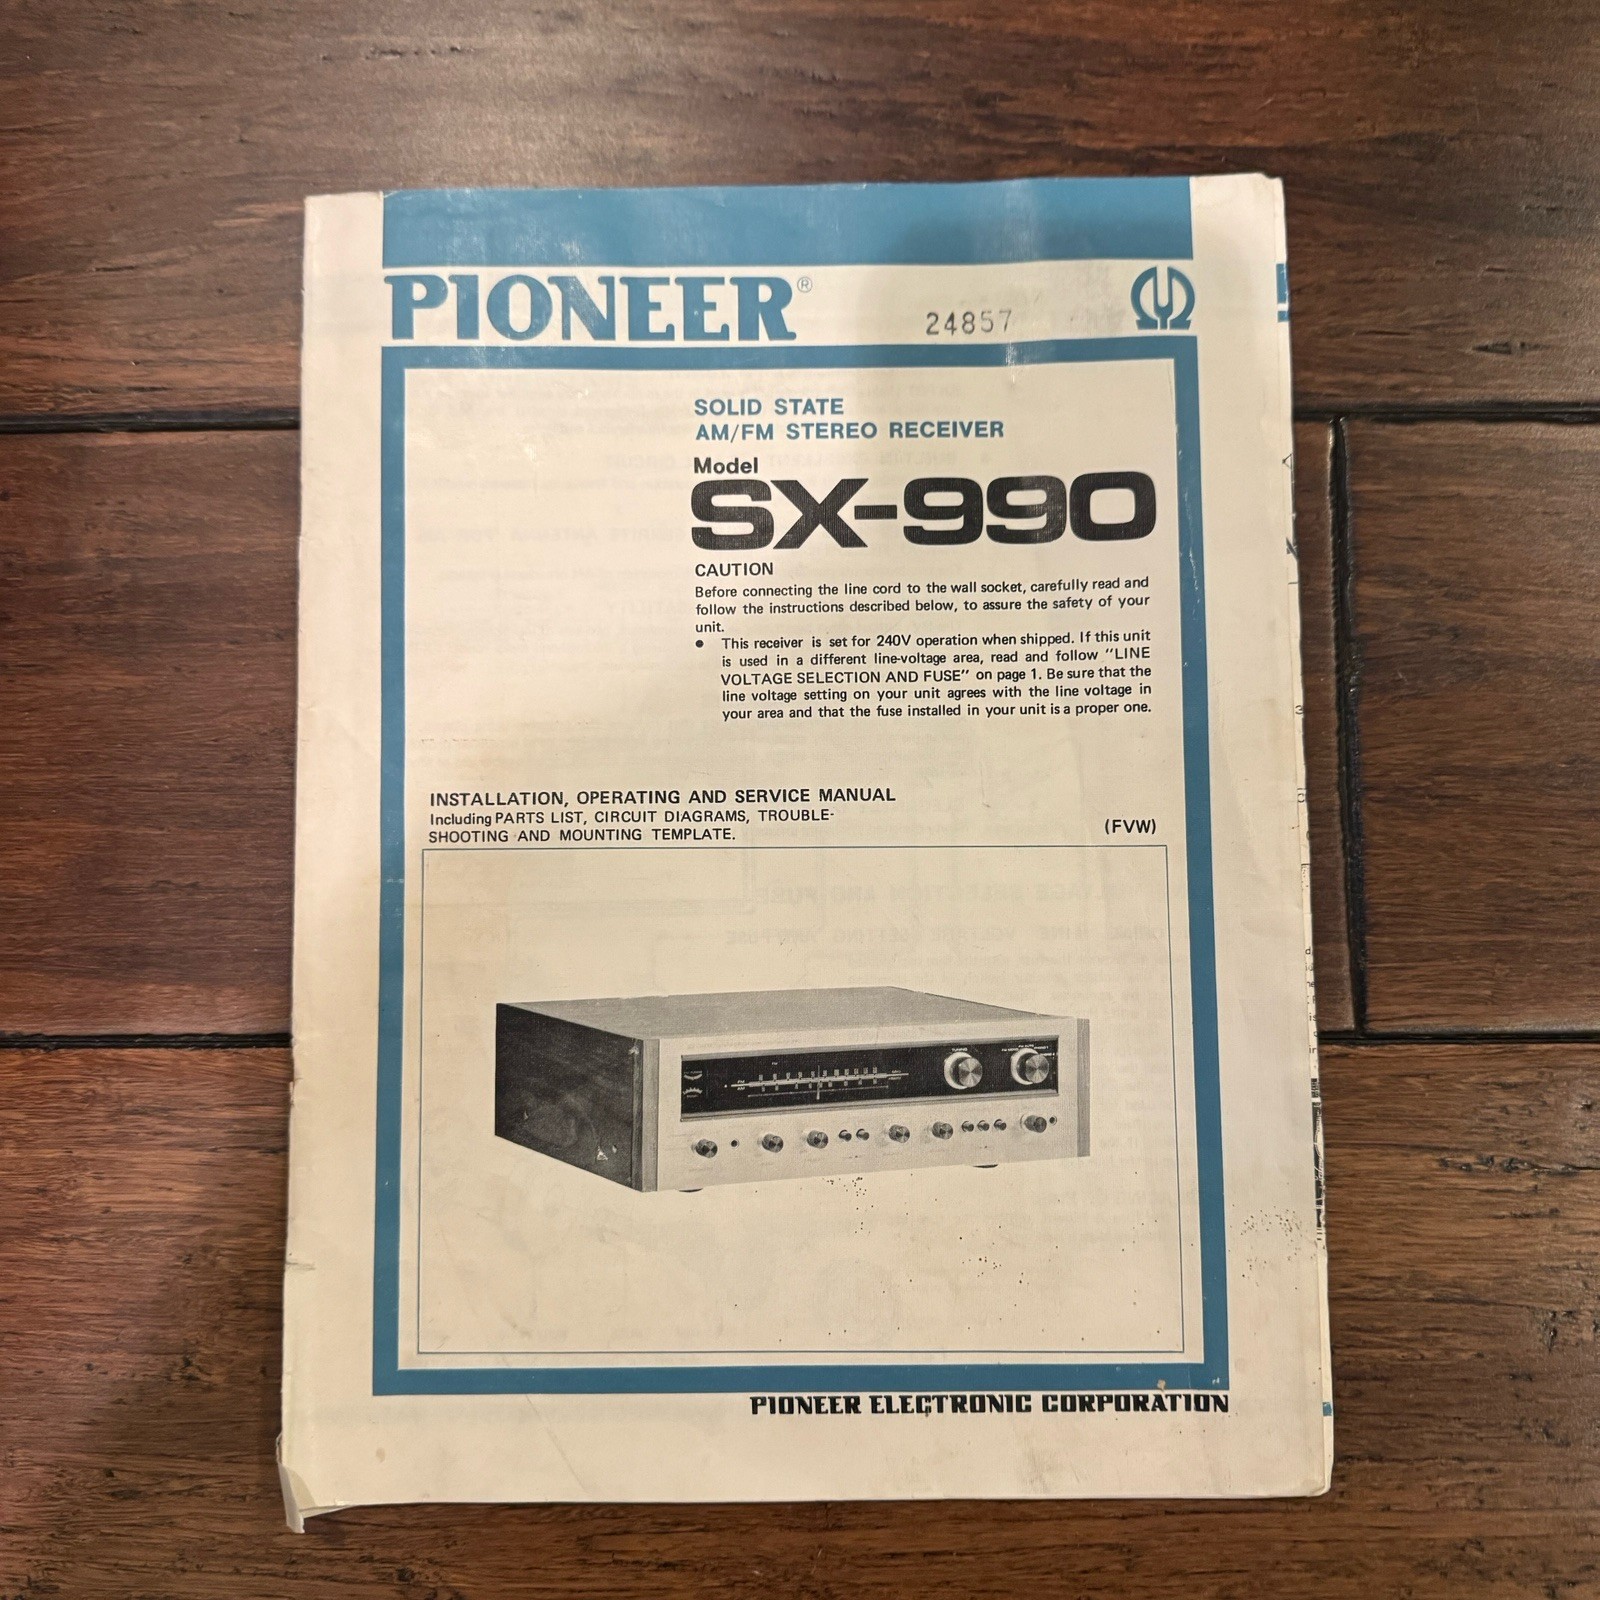 PIONEER®
24857
SOLID STATE
AM/FM STEREO RECEIVER
Model
SX-990
CAUTION
Before connecting the line cord to the wall socket, carefully read and
follow the instructions described below, to assure the safety of your
unit.
● This receiver is set for 240V operation when shipped. If this unit
is used in a different line-voltage area, read and follow "LINE
VOLTAGE SELECTION AND FUSE" on page 1. Be sure that the
line voltage setting on your unit agrees with the line voltage in
your area and that the fuse installed in your unit is a proper one.
INSTALLATION, OPERATING AND SERVICE MANUAL
Including PARTS LIST, CIRCUIT DIAGRAMS, TROUBLE-
SHOOTING AND MOUNTING TEMPLATE.
(FVW)
TUNING
FM
AM
PIONEER ELECTRONIC CORPORATION